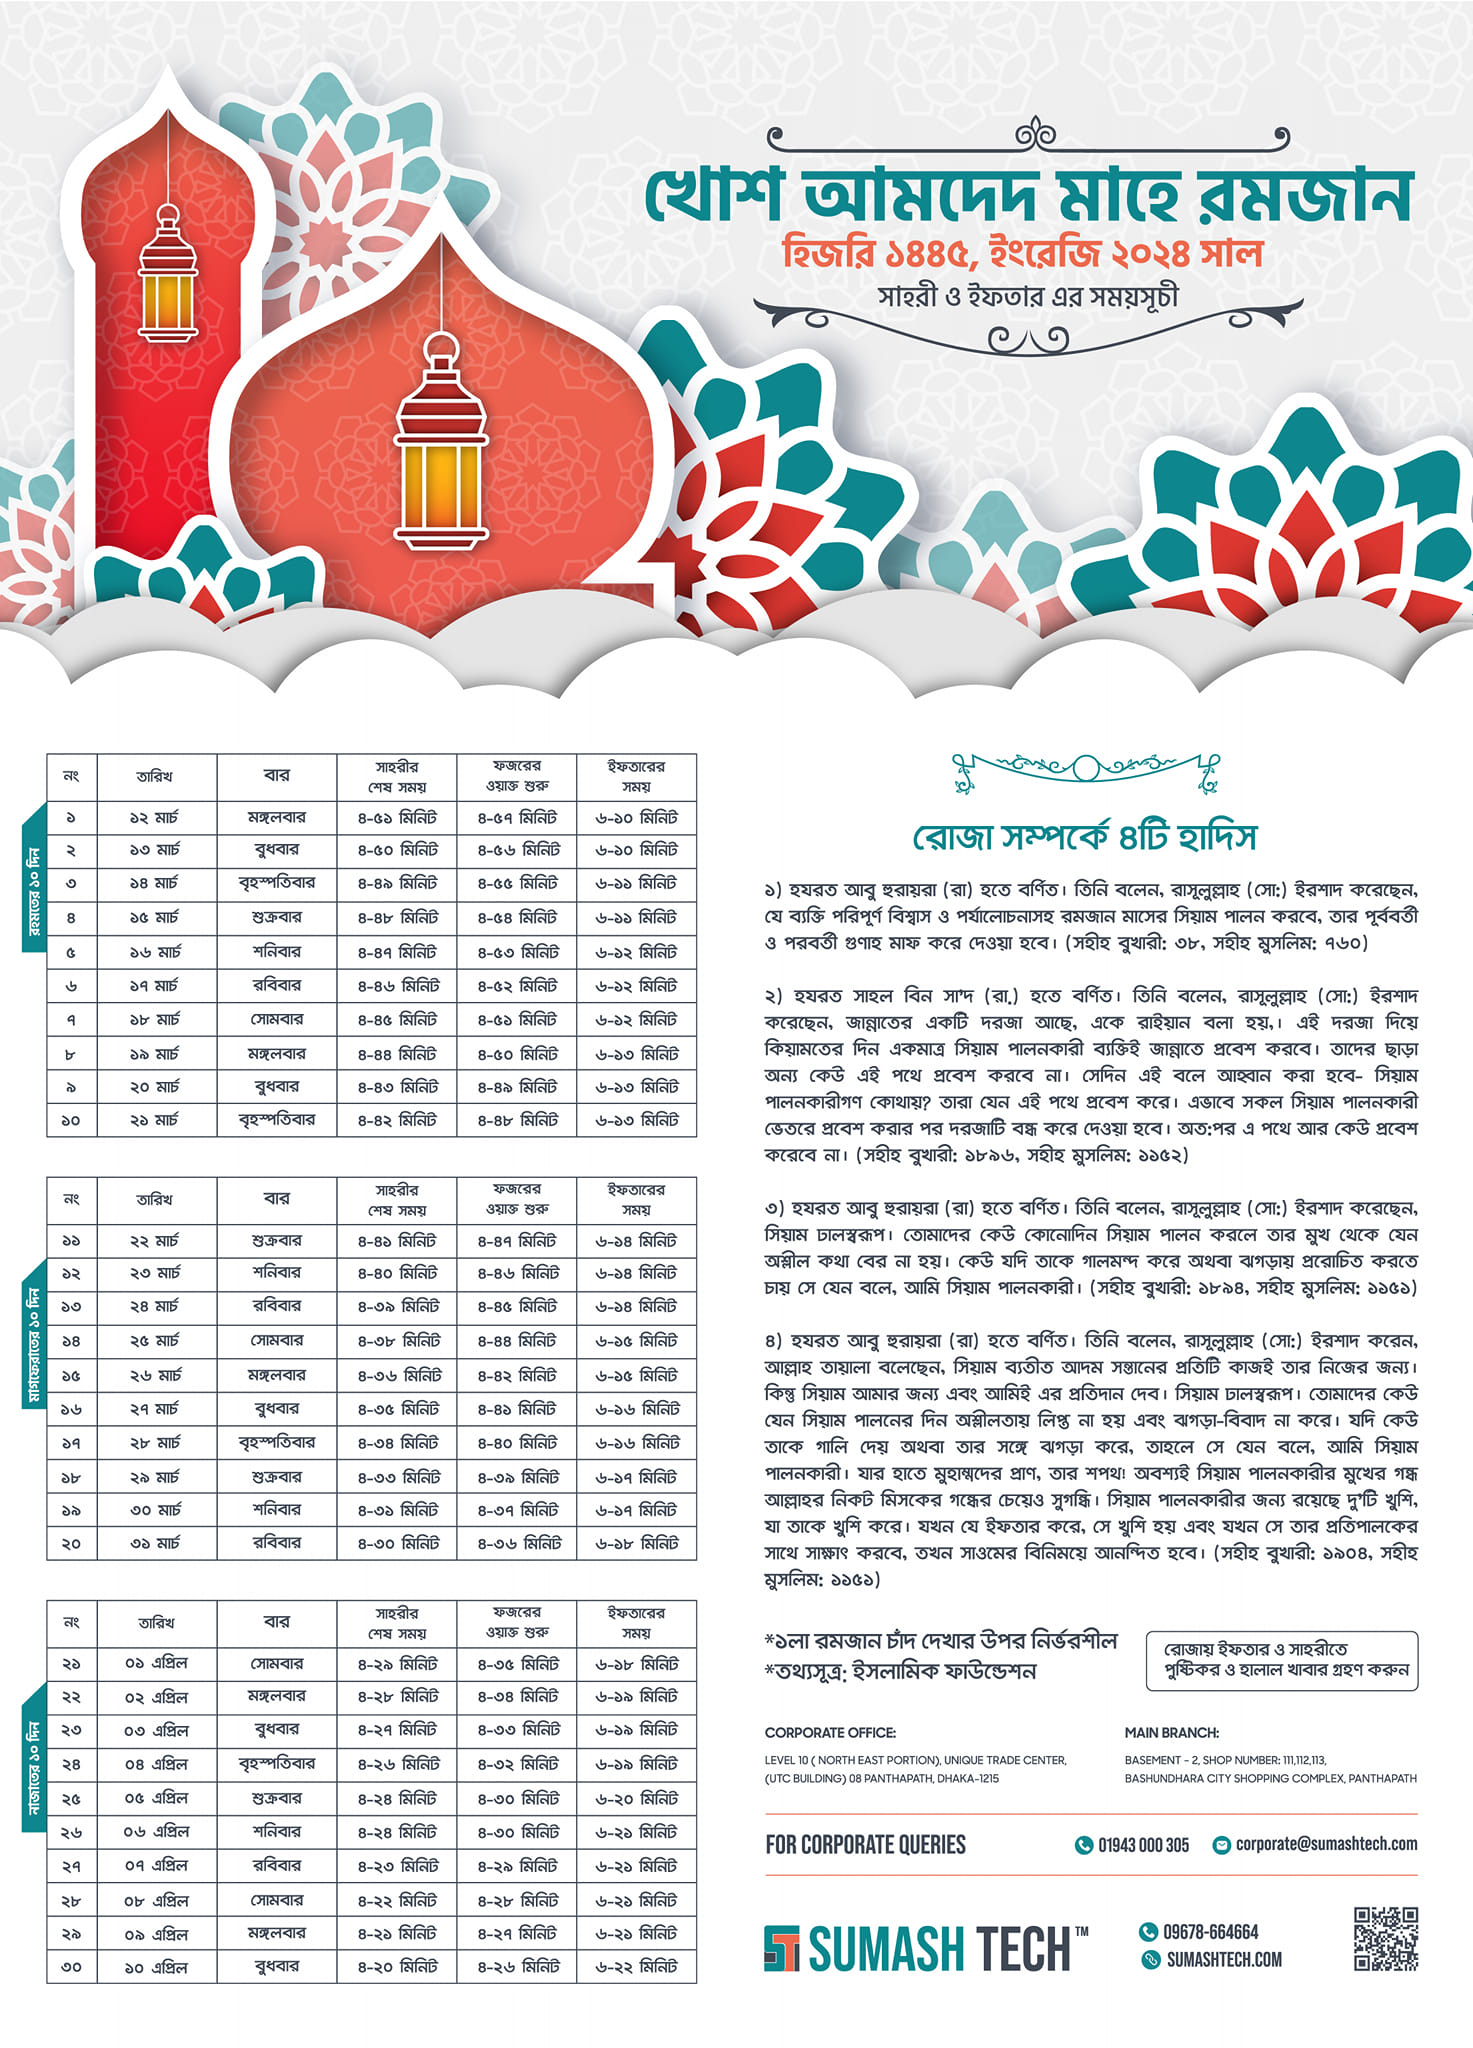 খোশ আমদেদ মাহে রমজান
হিজরি ১৪৪৫, ইংরেজি ২০২৪ সাল
সাহরী ও ইফতার এর সময়সূচী
রহমতের ১০ দিন
নং তারিখ বার সাহরীর শেষ সময় ফজরের ওয়াক্ত শুরু ইফতারের সময়
১ ১২ মার্চ মঙ্গলবার ৪-৫১ মিনিট ৪-৫৭ মিনিট ৬-১০ মিনিট
২ ১৩ মার্চ বুধবার ৪-৫০ মিনিট ৪-৫৬ মিনিট ৬-১০ মিনিট
৩ ১৪ মার্চ বৃহস্পতিবার ৪-৪৯ মিনিট ৪-৫৫ মিনিট ৬-১১ মিনিট
৪ ১৫ মার্চ শুক্রবার ৪-৪৮ মিনিট ৪-৫৪ মিনিট ৬-১১ মিনিট
৫ ১৬ মার্চ শনিবার ৪-৪৭ মিনিট ৪-৫৩ মিনিট ৬-১২ মিনিট
৬ ১৭ মার্চ রবিবার ৪-৪৬ মিনিট ৪-৫২ মিনিট ৬-১২ মিনিট
৭ ১৮ মার্চ সোমবার ৪-৪৫ মিনিট ৪-৫১ মিনিট ৬-১২ মিনিট
৮ ১৯ মার্চ মঙ্গলবার ৪-৪৪ মিনিট ৪-৫০ মিনিট ৬-১৩ মিনিট
৯ ২০ মার্চ বুধবার ৪-৪৩ মিনিট ৪-৪৯ মিনিট ৬-১৩ মিনিট
১০ ২১ মার্চ বৃহস্পতিবার ৪-৪২ মিনিট ৪-৪৮ মিনিট ৬-১৩ মিনিট
মাগফেরাতের ১০ দিন
নং তারিখ বার সাহরীর শেষ সময় ফজরের ওয়াক্ত শুরু ইফতারের সময়
১১ ২২ মার্চ শুক্রবার ৪-৪১ মিনিট ৪-৪৭ মিনিট ৬-১৪ মিনিট
১২ ২৩ মার্চ শনিবার ৪-৪০ মিনিট ৪-৪৬ মিনিট ৬-১৪ মিনিট
১৩ ২৪ মার্চ রবিবার ৪-৩৯ মিনিট ৪-৪৫ মিনিট ৬-১৪ মিনিট
১৪ ২৫ মার্চ সোমবার ৪-৩৮ মিনিট ৪-৪৪ মিনিট ৬-১৫ মিনিট
১৫ ২৬ মার্চ মঙ্গলবার ৪-৩৬ মিনিট ৪-৪২ মিনিট ৬-১৫ মিনিট
১৬ ২৭ মার্চ বুধবার ৪-৩৫ মিনিট ৪-৪১ মিনিট ৬-১৬ মিনিট
১৭ ২৮ মার্চ বৃহস্পতিবার ৪-৩৪ মিনিট ৪-৪০ মিনিট ৬-১৬ মিনিট
১৮ ২৯ মার্চ শুক্রবার ৪-৩৩ মিনিট ৪-৩৯ মিনিট ৬-১৭ মিনিট
১৯ ৩০ মার্চ শনিবার ৪-৩১ মিনিট ৪-৩৭ মিনিট ৬-১৭ মিনিট
২০ ৩১ মার্চ রবিবার ৪-৩০ মিনিট ৪-৩৬ মিনিট ৬-১৮ মিনিট
নাজাতের ১০ দিন
নং তারিখ বার সাহরীর শেষ সময় ফজরের ওয়াক্ত শুরু ইফতারের সময়
২১ ০১ এপ্রিল সোমবার ৪-২৯ মিনিট ৪-৩৫ মিনিট ৬-১৮ মিনিট
২২ ০২ এপ্রিল মঙ্গলবার ৪-২৮ মিনিট ৪-৩৪ মিনিট ৬-১৯ মিনিট
২৩ ০৩ এপ্রিল বুধবার ৪-২৭ মিনিট ৪-৩৩ মিনিট ৬-১৯ মিনিট
২৪ ০৪ এপ্রিল বৃহস্পতিবার ৪-২৬ মিনিট ৪-৩২ মিনিট ৬-১৯ মিনিট
২৫ ০৫ এপ্রিল শুক্রবার ৪-২৪ মিনিট ৪-৩০ মিনিট ৬-২০ মিনিট
২৬ ০৬ এপ্রিল শনিবার ৪-২৪ মিনিট ৪-৩০ মিনিট ৬-২১ মিনিট
২৭ ০৭ এপ্রিল রবিবার ৪-২৩ মিনিট ৪-২৯ মিনিট ৬-২১ মিনিট
২৮ ০৮ এপ্রিল সোমবার ৪-২২ মিনিট ৪-২৮ মিনিট ৬-২১ মিনিট
২৯ ০৯ এপ্রিল মঙ্গলবার ৪-২১ মিনিট ৪-২৭ মিনিট ৬-২১ মিনিট
৩০ ১০ এপ্রিল বুধবার ৪-২০ মিনিট ৪-২৬ মিনিট ৬-২২ মিনিট
রোজা সম্পর্কে ৪টি হাদিস
১) হযরত আবু হুরায়রা (রা) হতে বর্ণিত। তিনি বলেন, রাসূলুল্লাহ (সো:) ইরশাদ করেছেন,
যে ব্যক্তি পরিপূর্ণ বিশ্বাস ও পর্যালোচনাসহ রমজান মাসের সিয়াম পালন করবে, তার পূর্ববর্তী
ও পরবর্তী গুণাহ মাফ করে দেওয়া হবে। (সহীহ বুখারী: ৩৮, সহীহ মুসলিম: ৭৬০)
২) হযরত সাহল বিন সা'দ (রা.) হতে বর্ণিত। তিনি বলেন, রাসূলুল্লাহ (সো:) ইরশাদ
করেছেন, জান্নাতের একটি দরজা আছে, একে রাইয়ান বলা হয়,। এই দরজা দিয়ে
কিয়ামতের দিন একমাত্র সিয়াম পালনকারী ব্যক্তিই জান্নাতে প্রবেশ করবে। তাদের ছাড়া
অন্য কেউ এই পথে প্রবেশ করবে না। সেদিন এই বলে আহ্বান করা হবে- সিয়াম
পালনকারীগণ কোথায়? তারা যেন এই পথে প্রবেশ করে। এভাবে সকল সিয়াম পালনকারী
ভেতরে প্রবেশ করার পর দরজাটি বন্ধ করে দেওয়া হবে। অত:পর এ পথে আর কেউ প্রবেশ
করেবে না। (সহীহ বুখারী: ১৮৯৬, সহীহ মুসলিম: ১১৫২)
৩) হযরত আবু হুরায়রা (রা) হতে বর্ণিত। তিনি বলেন, রাসূলুল্লাহ (সো:) ইরশাদ করেছেন,
সিয়াম ঢালস্বরূপ। তোমাদের কেউ কোনোদিন সিয়াম পালন করলে তার মুখ থেকে যেন
অশ্লীল কথা বের না হয়। কেউ যদি তাকে গালমন্দ করে অথবা ঝগড়ায় প্ররোচিত করতে
চায় সে যেন বলে, আমি সিয়াম পালনকারী। (সহীহ বুখারী: ১৮৯৪, সহীহ মুসলিম: ১১৫১)
৪) হযরত আবু হুরায়রা (রা) হতে বর্ণিত। তিনি বলেন, রাসূলুল্লাহ (সো:) ইরশাদ করেন,
আল্লাহ তায়ালা বলেছেন, সিয়াম ব্যতীত আদম সন্তানের প্রতিটি কাজই তার নিজের জন্য।
কিন্তু সিয়াম আমার জন্য এবং আমিই এর প্রতিদান দেব। সিয়াম ঢালস্বরূপ। তোমাদের কেউ
যেন সিয়াম পালনের দিন অশ্লীলতায় লিপ্ত না হয় এবং ঝগড়া-বিবাদ না করে। যদি কেউ
তাকে গালি দেয় অথবা তার সঙ্গে ঝগড়া করে, তাহলে সে যেন বলে, আমি সিয়াম
পালনকারী। যার হাতে মুহাম্মদের প্রাণ, তার শপথ! অবশ্যই সিয়াম পালনকারীর মুখের গন্ধ
আল্লাহর নিকট মিসকের গন্ধের চেয়েও সুগন্ধি। সিয়াম পালনকারীর জন্য রয়েছে দু'টি খুশি,
যা তাকে খুশি করে। যখন যে ইফতার করে, সে খুশি হয় এবং যখন সে তার প্রতিপালকের
সাথে সাক্ষাৎ করবে, তখন সাওমের বিনিময়ে আনন্দিত হবে। (সহীহ বুখারী: ১৯০৪, সহীহ
মুসলিম: ১১৫১)
*১লা রমজান চাঁদ দেখার উপর নির্ভরশীল
*তথ্যসূত্র: ইসলামিক ফাউন্ডেশন
রোজায় ইফতার ও সাহরীতে
পুষ্টিকর ও হালাল খাবার গ্রহণ করুন
CORPORATE OFFICE:
LEVEL 10 ( NORTH EAST PORTION), UNIQUE TRADE CENTER,
(UTC BUILDING) 08 PANTHAPATH, DHAKA-1215
MAIN BRANCH:
BASEMENT - 2, SHOP NUMBER: 111,112,113,
BASHUNDHARA CITY SHOPPING COMPLEX, PANTHAPATH
FOR CORPORATE QUERIES 01943 000 305 corporate@sumashtech.com
SUMASH TECH™
09678-664664
SUMASHTECH.COM